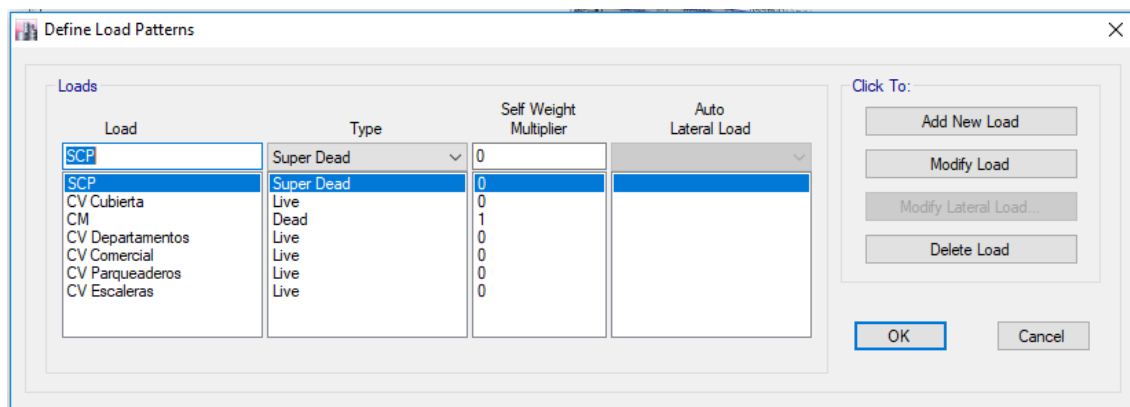 Define Load Patterns
Loads
Click To:
Load Type Self Weight Multiplier Auto Lateral Load
SCP Super Dead 0
SCP Super Dead 0
CV Cubierta Live 0
CM Dead 1
CV Departamentos Live 0
CV Comercial Live 0
CV Parqueaderos Live 0
CV Escaleras Live 0
Add New Load
Modify Load
Modify Lateral Load...
Delete Load
OK Cancel